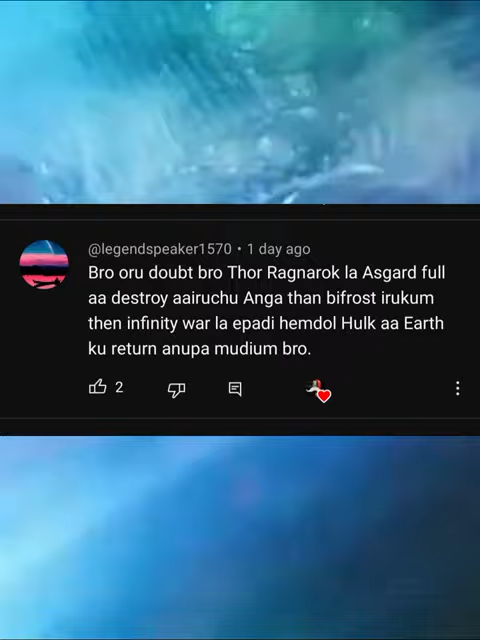 @legendspeaker1570 • 1 day ago
Bro oru doubt bro Thor Ragnarok la Asgard full
aa destroy aairuchu Anga than bifrost irukum
then infinity war la epadi hemdol Hulk aa Earth
ku return anupa mudium bro.
2